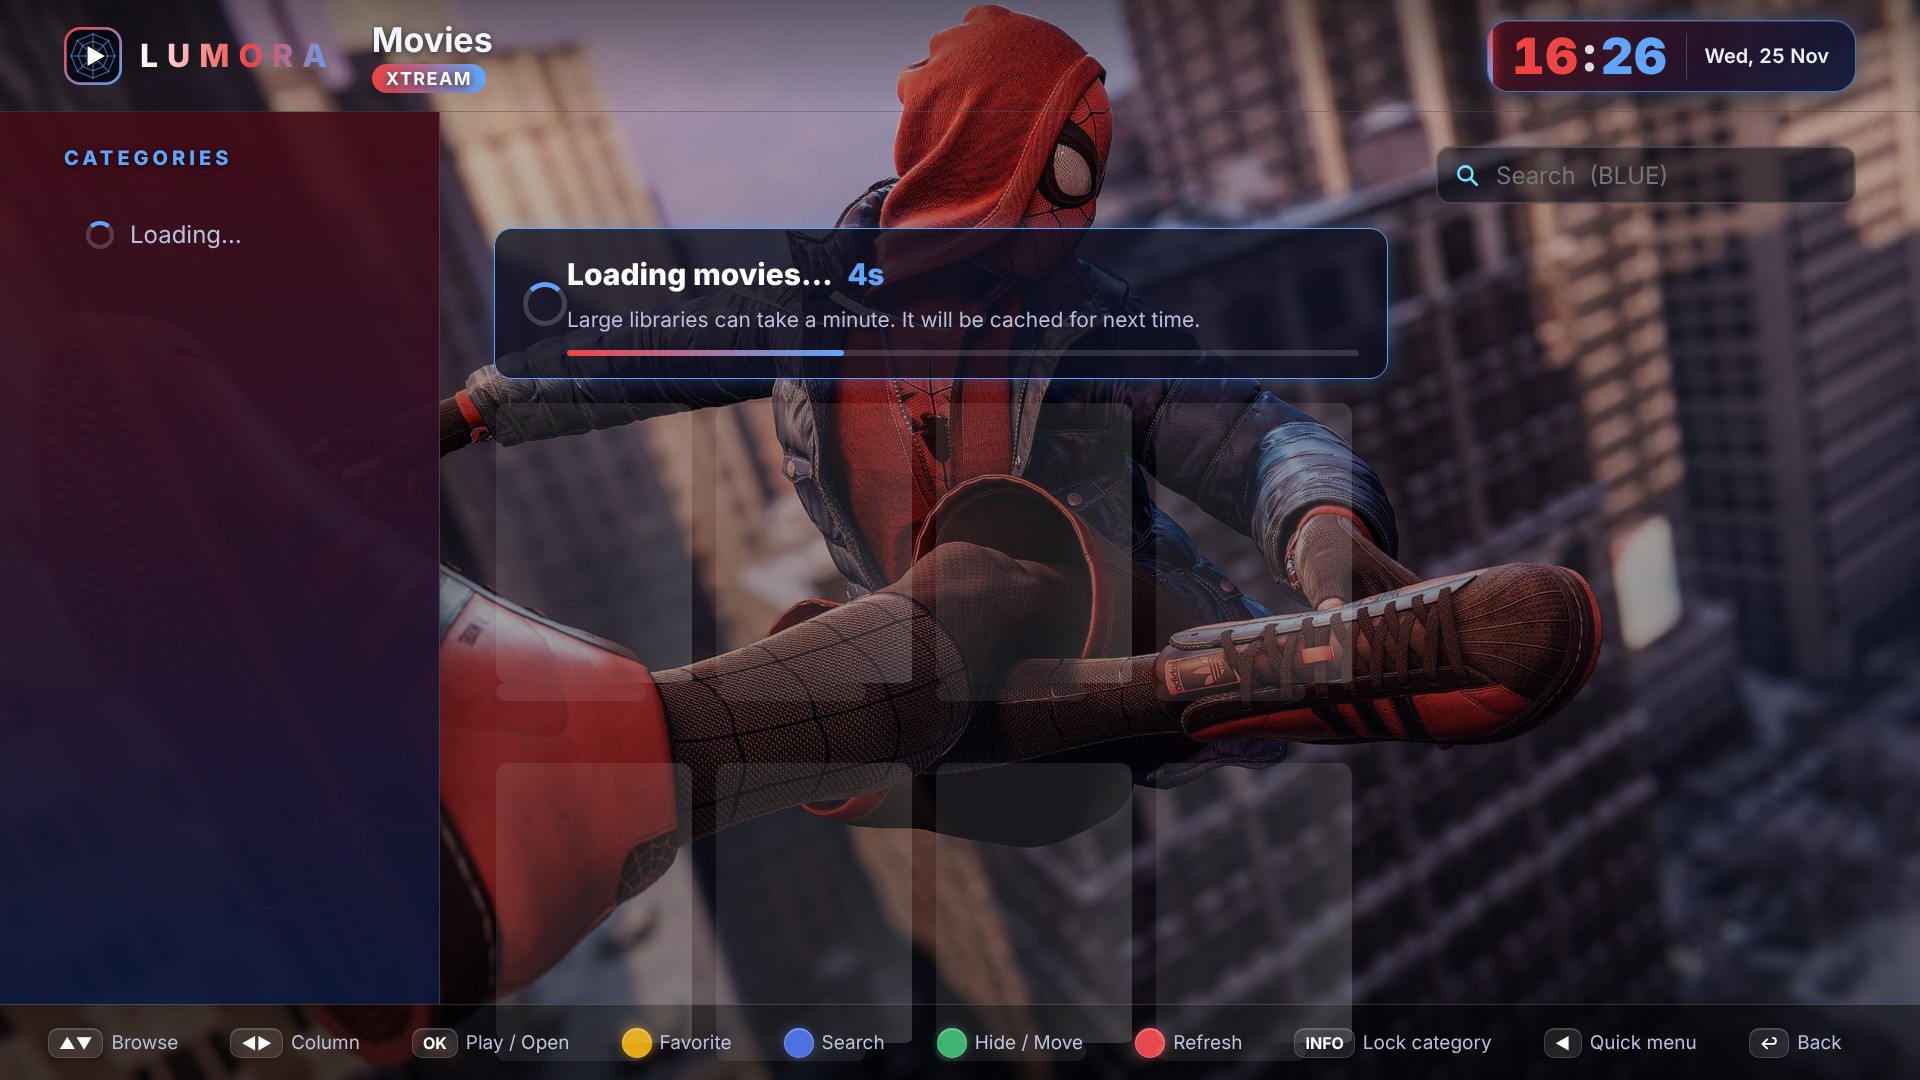 LUMORA
Movies
XTREAM
16:26
Wed, 25 Nov
CATEGORIES
Loading...
Search (BLUE)
Loading movies... 4s
Large libraries can take a minute. It will be cached for next time.
adidas
▲▼ Browse
◀▶ Column
OK Play / Open
Favorite
Search
Hide / Move
Refresh
INFO Lock category
◀ Quick menu
↩ Back